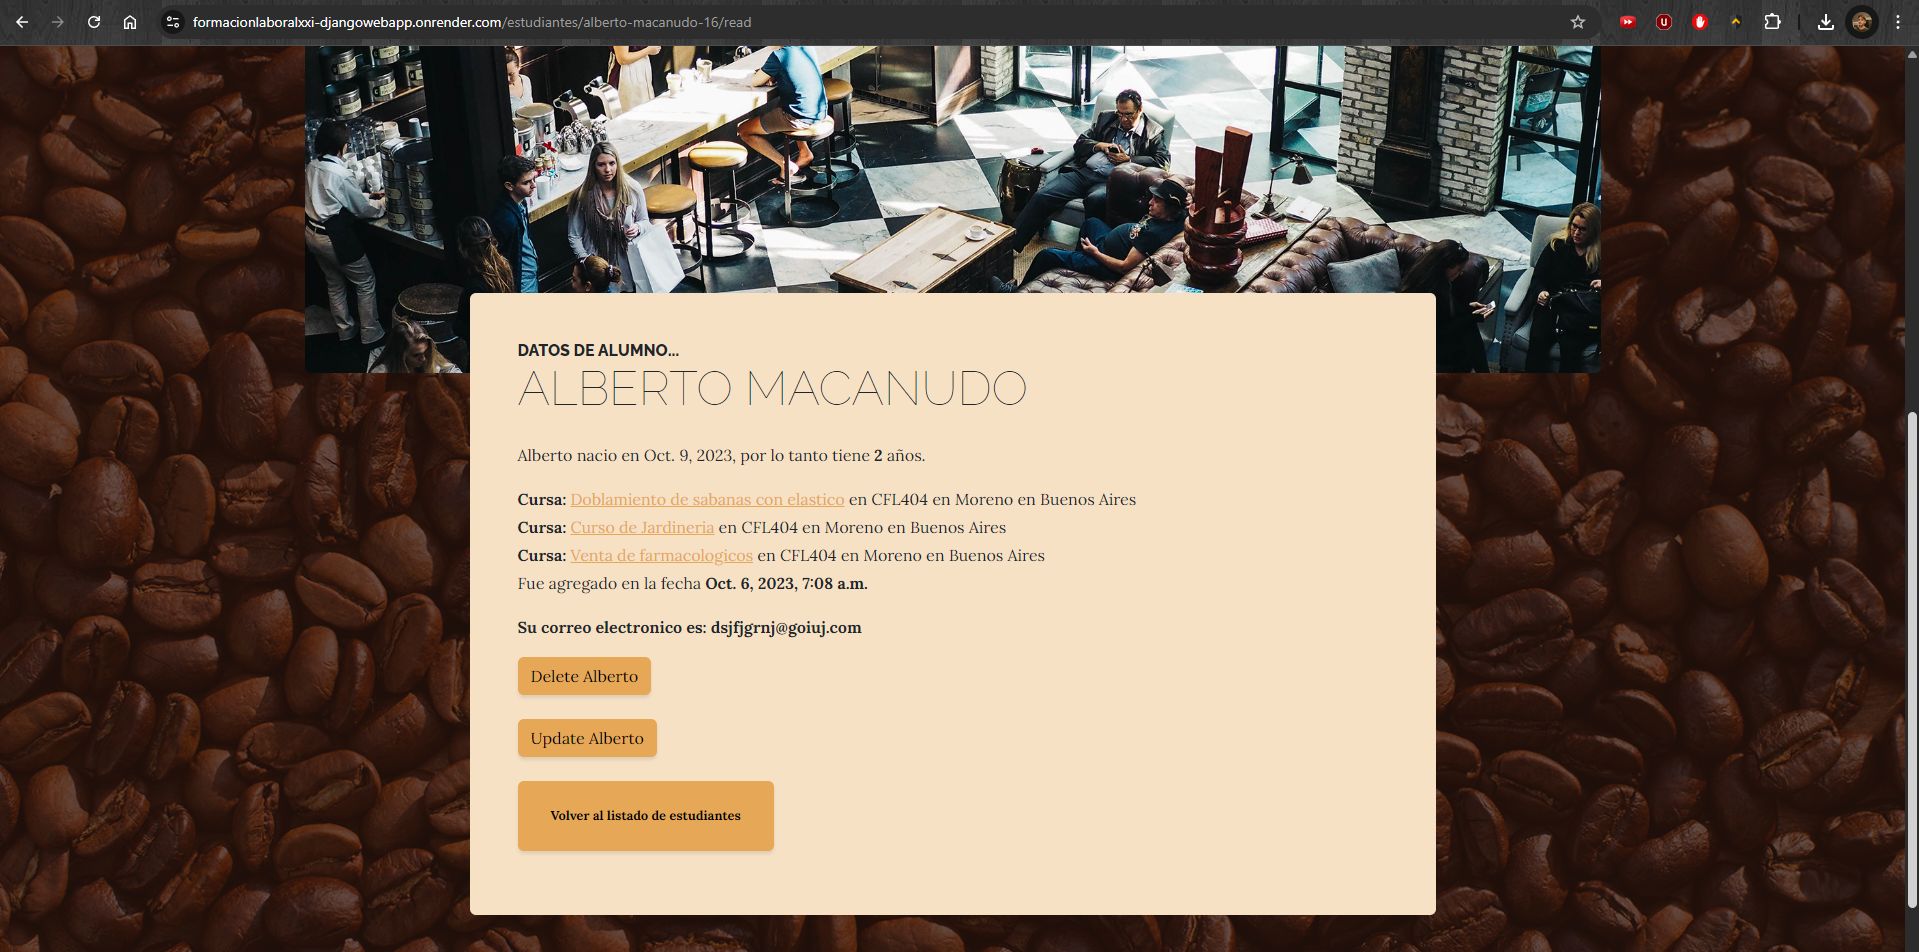 formacionlaboralxxi-djangowebapp.onrender.com/estudiantes/alberto-macanudo-16/read
DATOS DE ALUMNO...
ALBERTO MACANUDO
Alberto nacio en Oct. 9, 2023, por lo tanto tiene 2 años.
Cursa: Doblamiento de sabanas con elastico en CFL404 en Moreno en Buenos Aires
Cursa: Curso de Jardineria en CFL404 en Moreno en Buenos Aires
Cursa: Venta de farmacologicos en CFL404 en Moreno en Buenos Aires
Fue agregado en la fecha Oct. 6, 2023, 7:08 a.m.
Su correo electronico es: dsjfjgrnj@goiuj.com
Delete Alberto
Update Alberto
Volver al listado de estudiantes